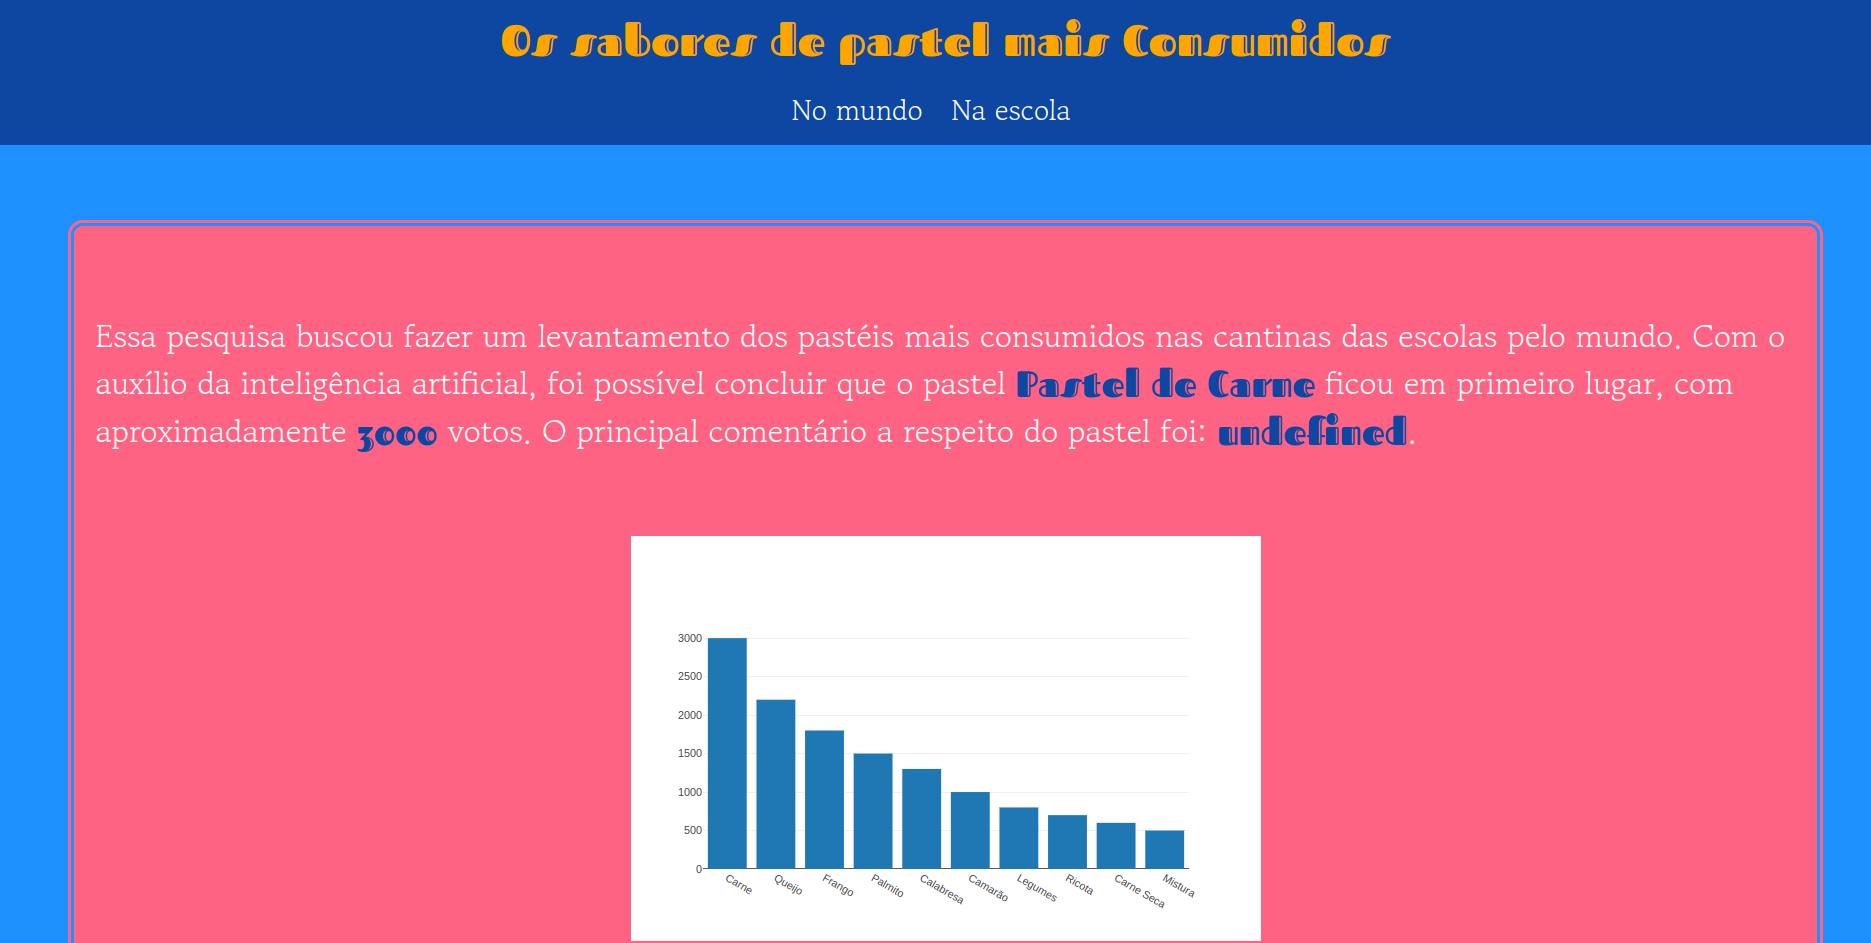 Os sabores de pastel mais Consumidos
No mundo Na escola
Essa pesquisa buscou fazer um levantamento dos pastéis mais consumidos nas cantinas das escolas pelo mundo. Com o
auxílio da inteligência artificial, foi possível concluir que o pastel Pastel de Carne ficou em primeiro lugar, com
aproximadamente 3000 votos. O principal comentário a respeito do pastel foi: undefined.
3000
2500
2000
1500
1000
500
0
Carne
Queijo
Frango
Palmito
Calabresa
Camarão
Legumes
Ricota
Carne Seca
Mistura